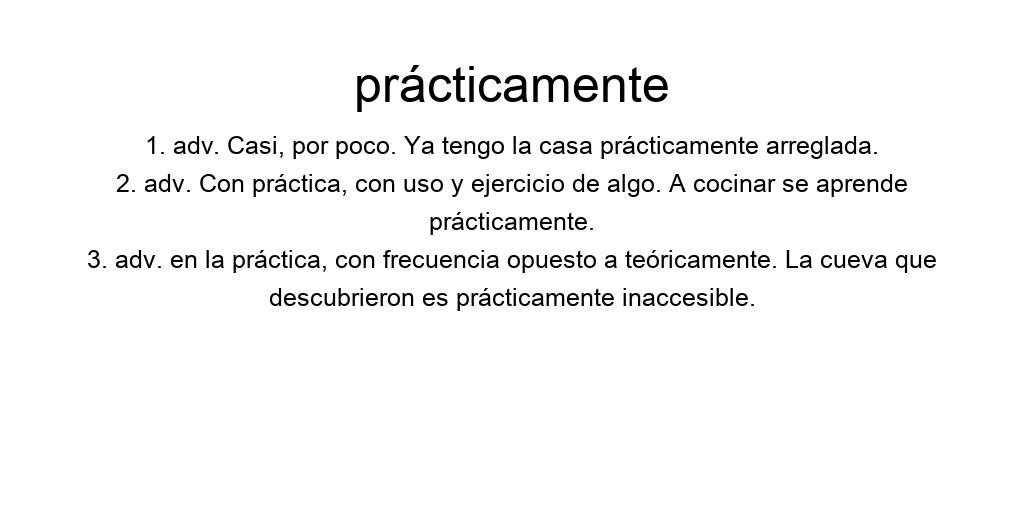 prácticamente
1. adv. Casi, por poco. Ya tengo la casa prácticamente arreglada.
2. adv. Con práctica, con uso y ejercicio de algo. A cocinar se aprende
prácticamente.
3. adv. en la práctica, con frecuencia opuesto a teóricamente. La cueva que
descubrieron es prácticamente inaccesible.